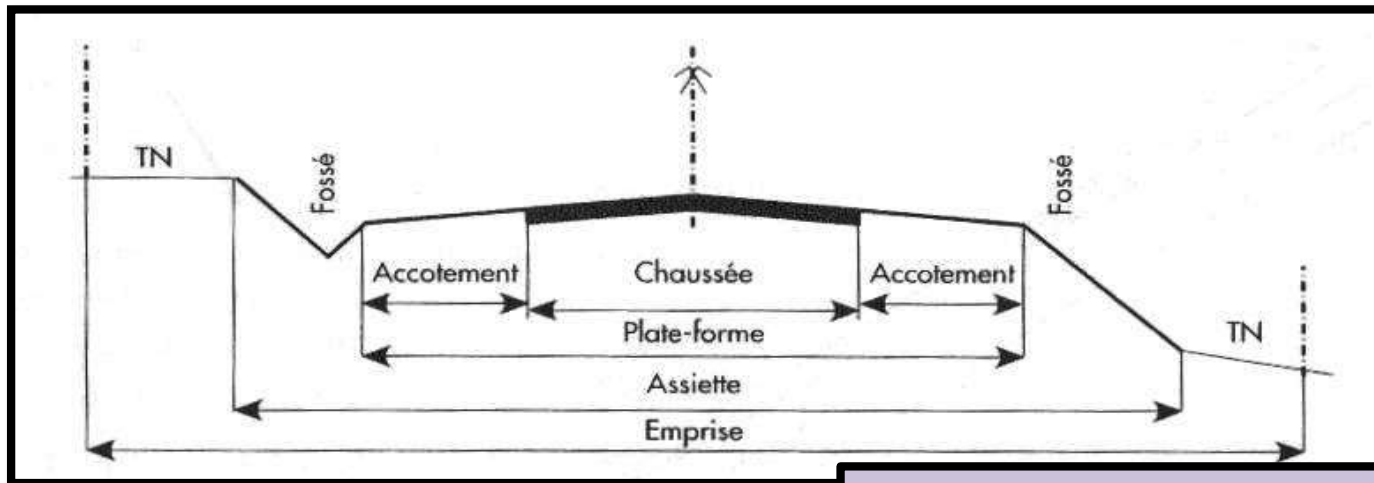 TN
Fossé
Fossé
Accotement
Chaussée
Accotement
Plate-forme
TN
Assiette
Emprise